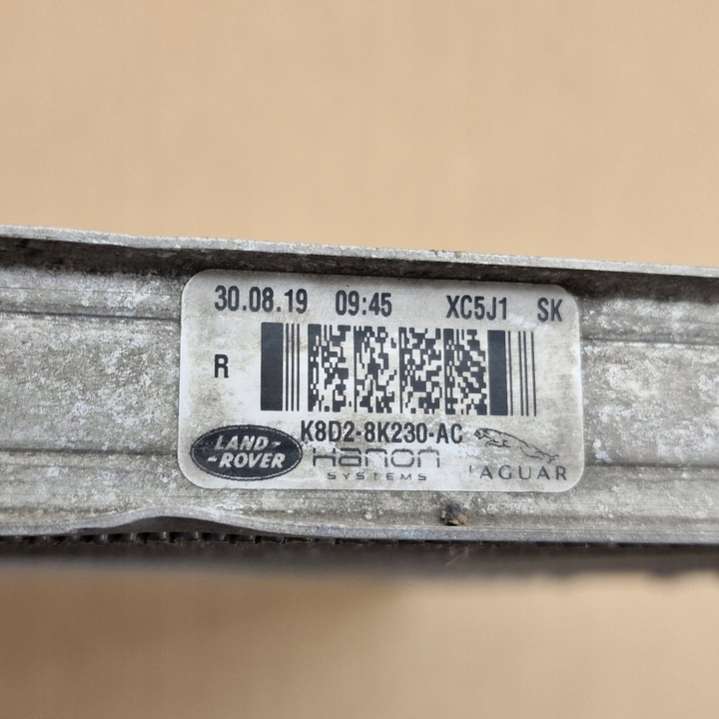 30.08.19 09:45 XC5J1 SK
R
K8D2-8K230-AC
LAND-
-ROVER
Hanon
SYSTEMS
JAGUAR